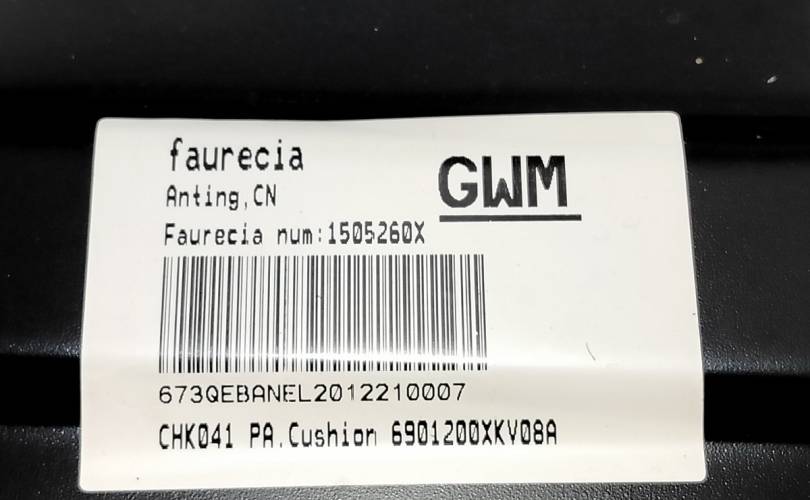 faurecia
GWM
Anting,CN
Faurecia num:1505260X
673QEBANEL2012210007
CHK041 PA.Cushion 6901200XKV08A